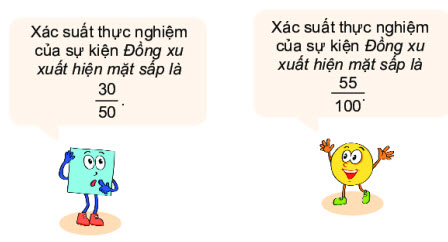 Xác suất thực nghiệm
của sự kiện Đồng xu
xuất hiện mặt sấp là
30
50.
Xác suất thực nghiệm
của sự kiện Đồng xu
xuất hiện mặt sấp là
55
100.